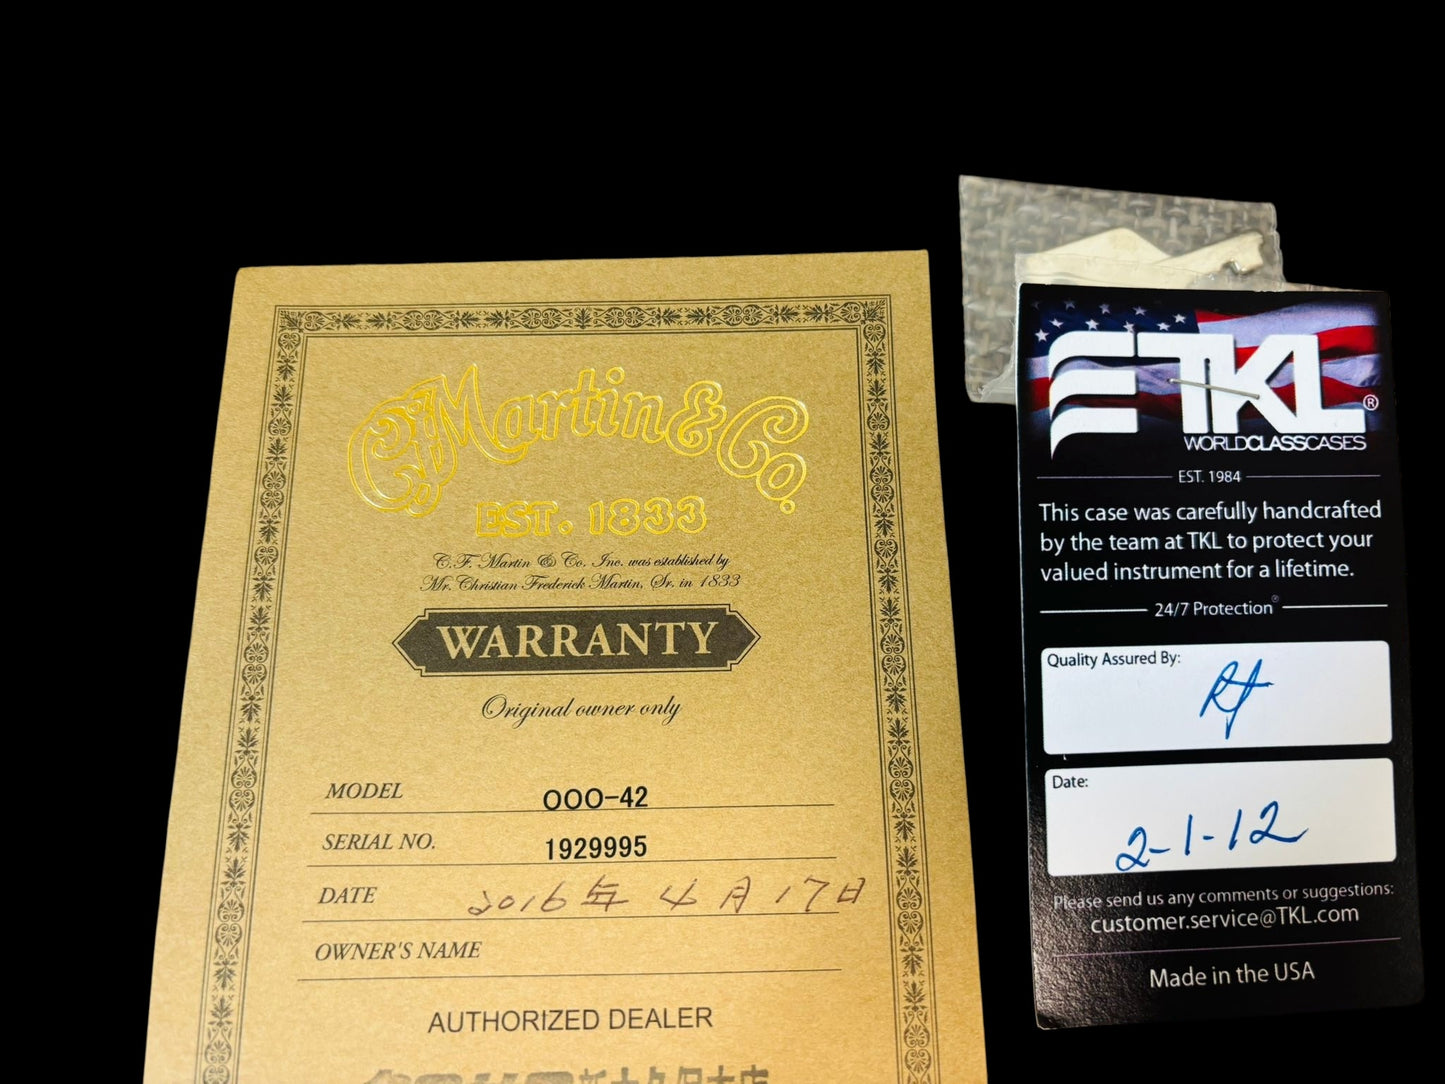 C.F. Martin & Co.
EST. 1833
C.F. Martin & Co. Inc. was established by
Mr. Christian Frederick Martin, Sr. in 1833
WARRANTY
Original owner only
MODEL 000-42
SERIAL NO. 1929995
DATE 2016年 4月17日
OWNER'S NAME
AUTHORIZED DEALER
TKL®
WORLDCLASSCASES
EST. 1984
This case was carefully handcrafted
by the team at TKL to protect your
valued instrument for a lifetime.
24/7 Protection®
Quality Assured By:
Date:
2-1-12
Please send us any comments or suggestions:
customer.service@TKL.com
Made in the USA